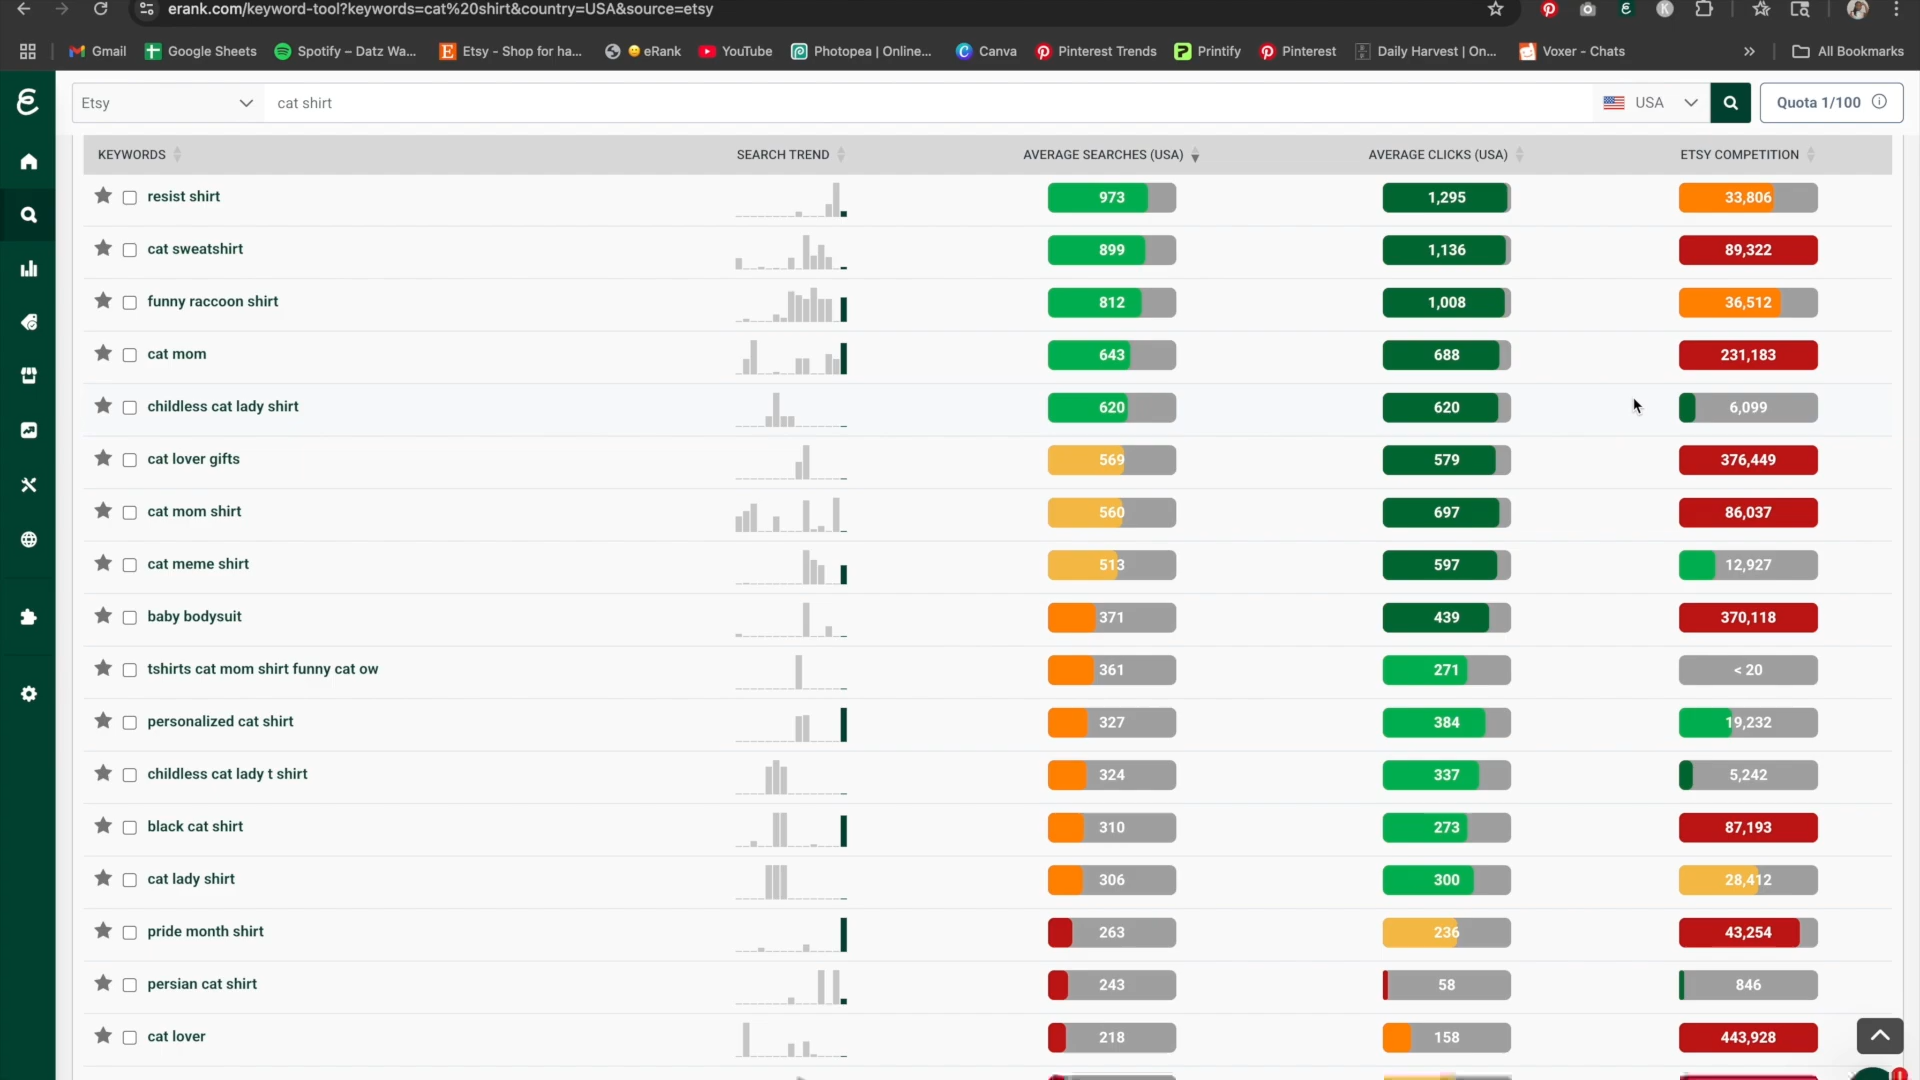 erank.com/keyword-tool?keywords=cat%20shirt&country=USA&source=etsy
Gmail
Google Sheets
Spotify – Datz Wa...
Etsy - Shop for ha...
eRank
YouTube
Photopea | Online...
Canva
Pinterest Trends
Printify
Pinterest
Daily Harvest | On...
Voxer - Chats
All Bookmarks
Etsy
cat shirt
USA
Quota 1/100
KEYWORDS SEARCH TREND AVERAGE SEARCHES (USA) AVERAGE CLICKS (USA) ETSY COMPETITION
resist shirt 973 1,295 33,806
cat sweatshirt 899 1,136 89,322
funny raccoon shirt 812 1,008 36,512
cat mom 643 688 231,183
childless cat lady shirt 620 620 6,099
cat lover gifts 569 579 376,449
cat mom shirt 560 697 86,037
cat meme shirt 513 597 12,927
baby bodysuit 371 439 370,118
tshirts cat mom shirt funny cat ow 361 271 < 20
personalized cat shirt 327 384 19,232
childless cat lady t shirt 324 337 5,242
black cat shirt 310 273 87,193
cat lady shirt 306 300 28,412
pride month shirt 263 236 43,254
persian cat shirt 243 58 846
cat lover 218 158 443,928